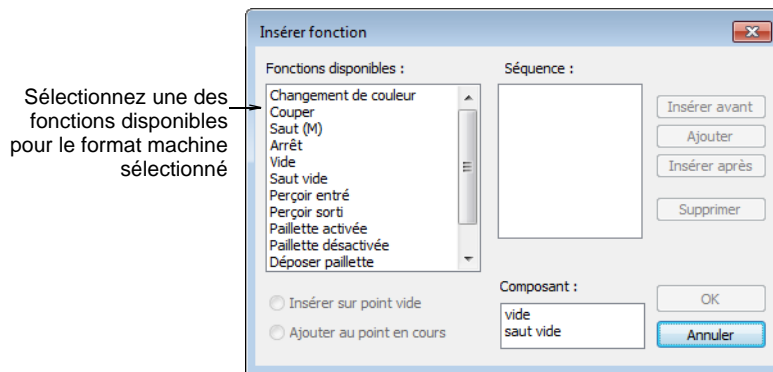 Insérer fonction
Sélectionnez une des
fonctions disponibles
pour le format machine
sélectionné
Fonctions disponibles :
Changement de couleur
Couper
Saut (M)
Arrêt
Vide
Saut vide
Perçoir entré
Perçoir sorti
Paillette activée
Paillette désactivée
Déposer paillette
Insérer sur point vide
Ajouter au point en cours
Séquence :
Composant :
vide
saut vide
Insérer avant
Ajouter
Insérer après
Supprimer
OK
Annuler